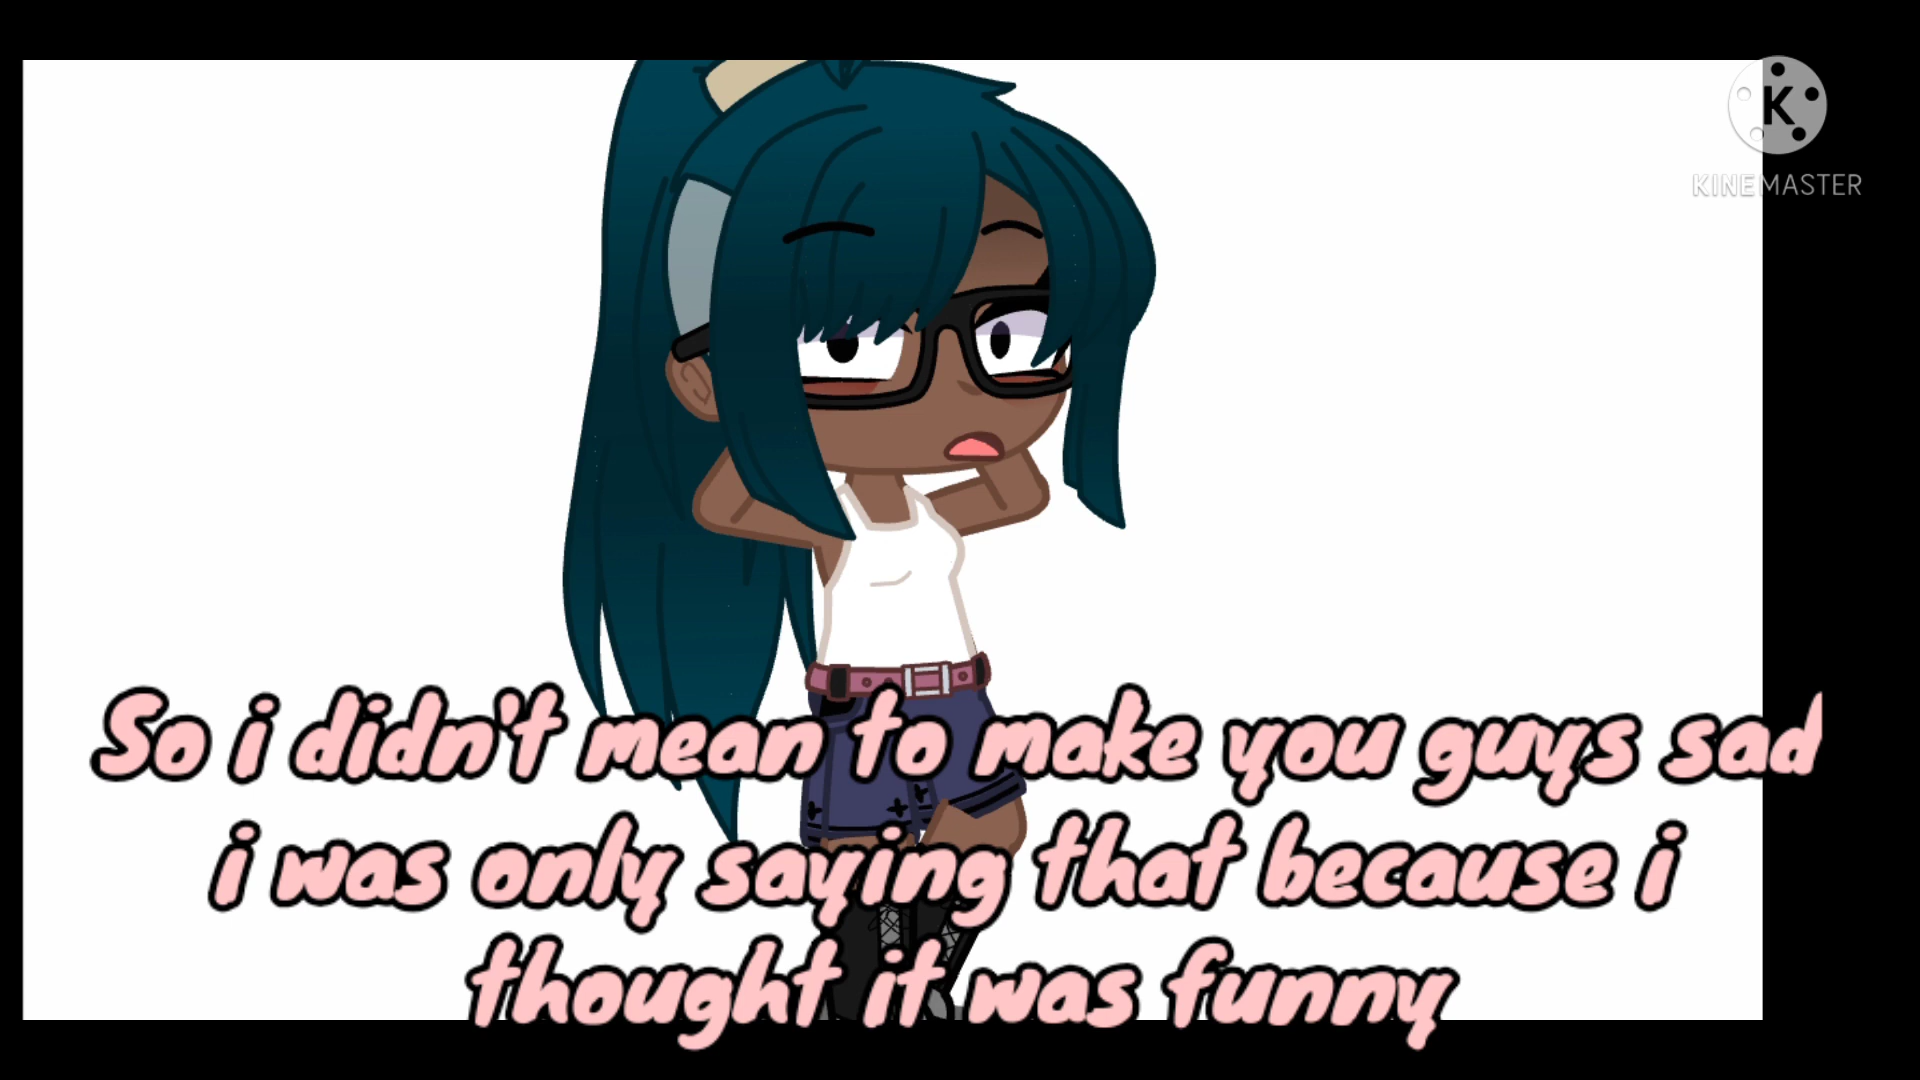 K
KINEMASTER
So i didn't mean to make you guys sad
i was only saying that because i
thought it was funny